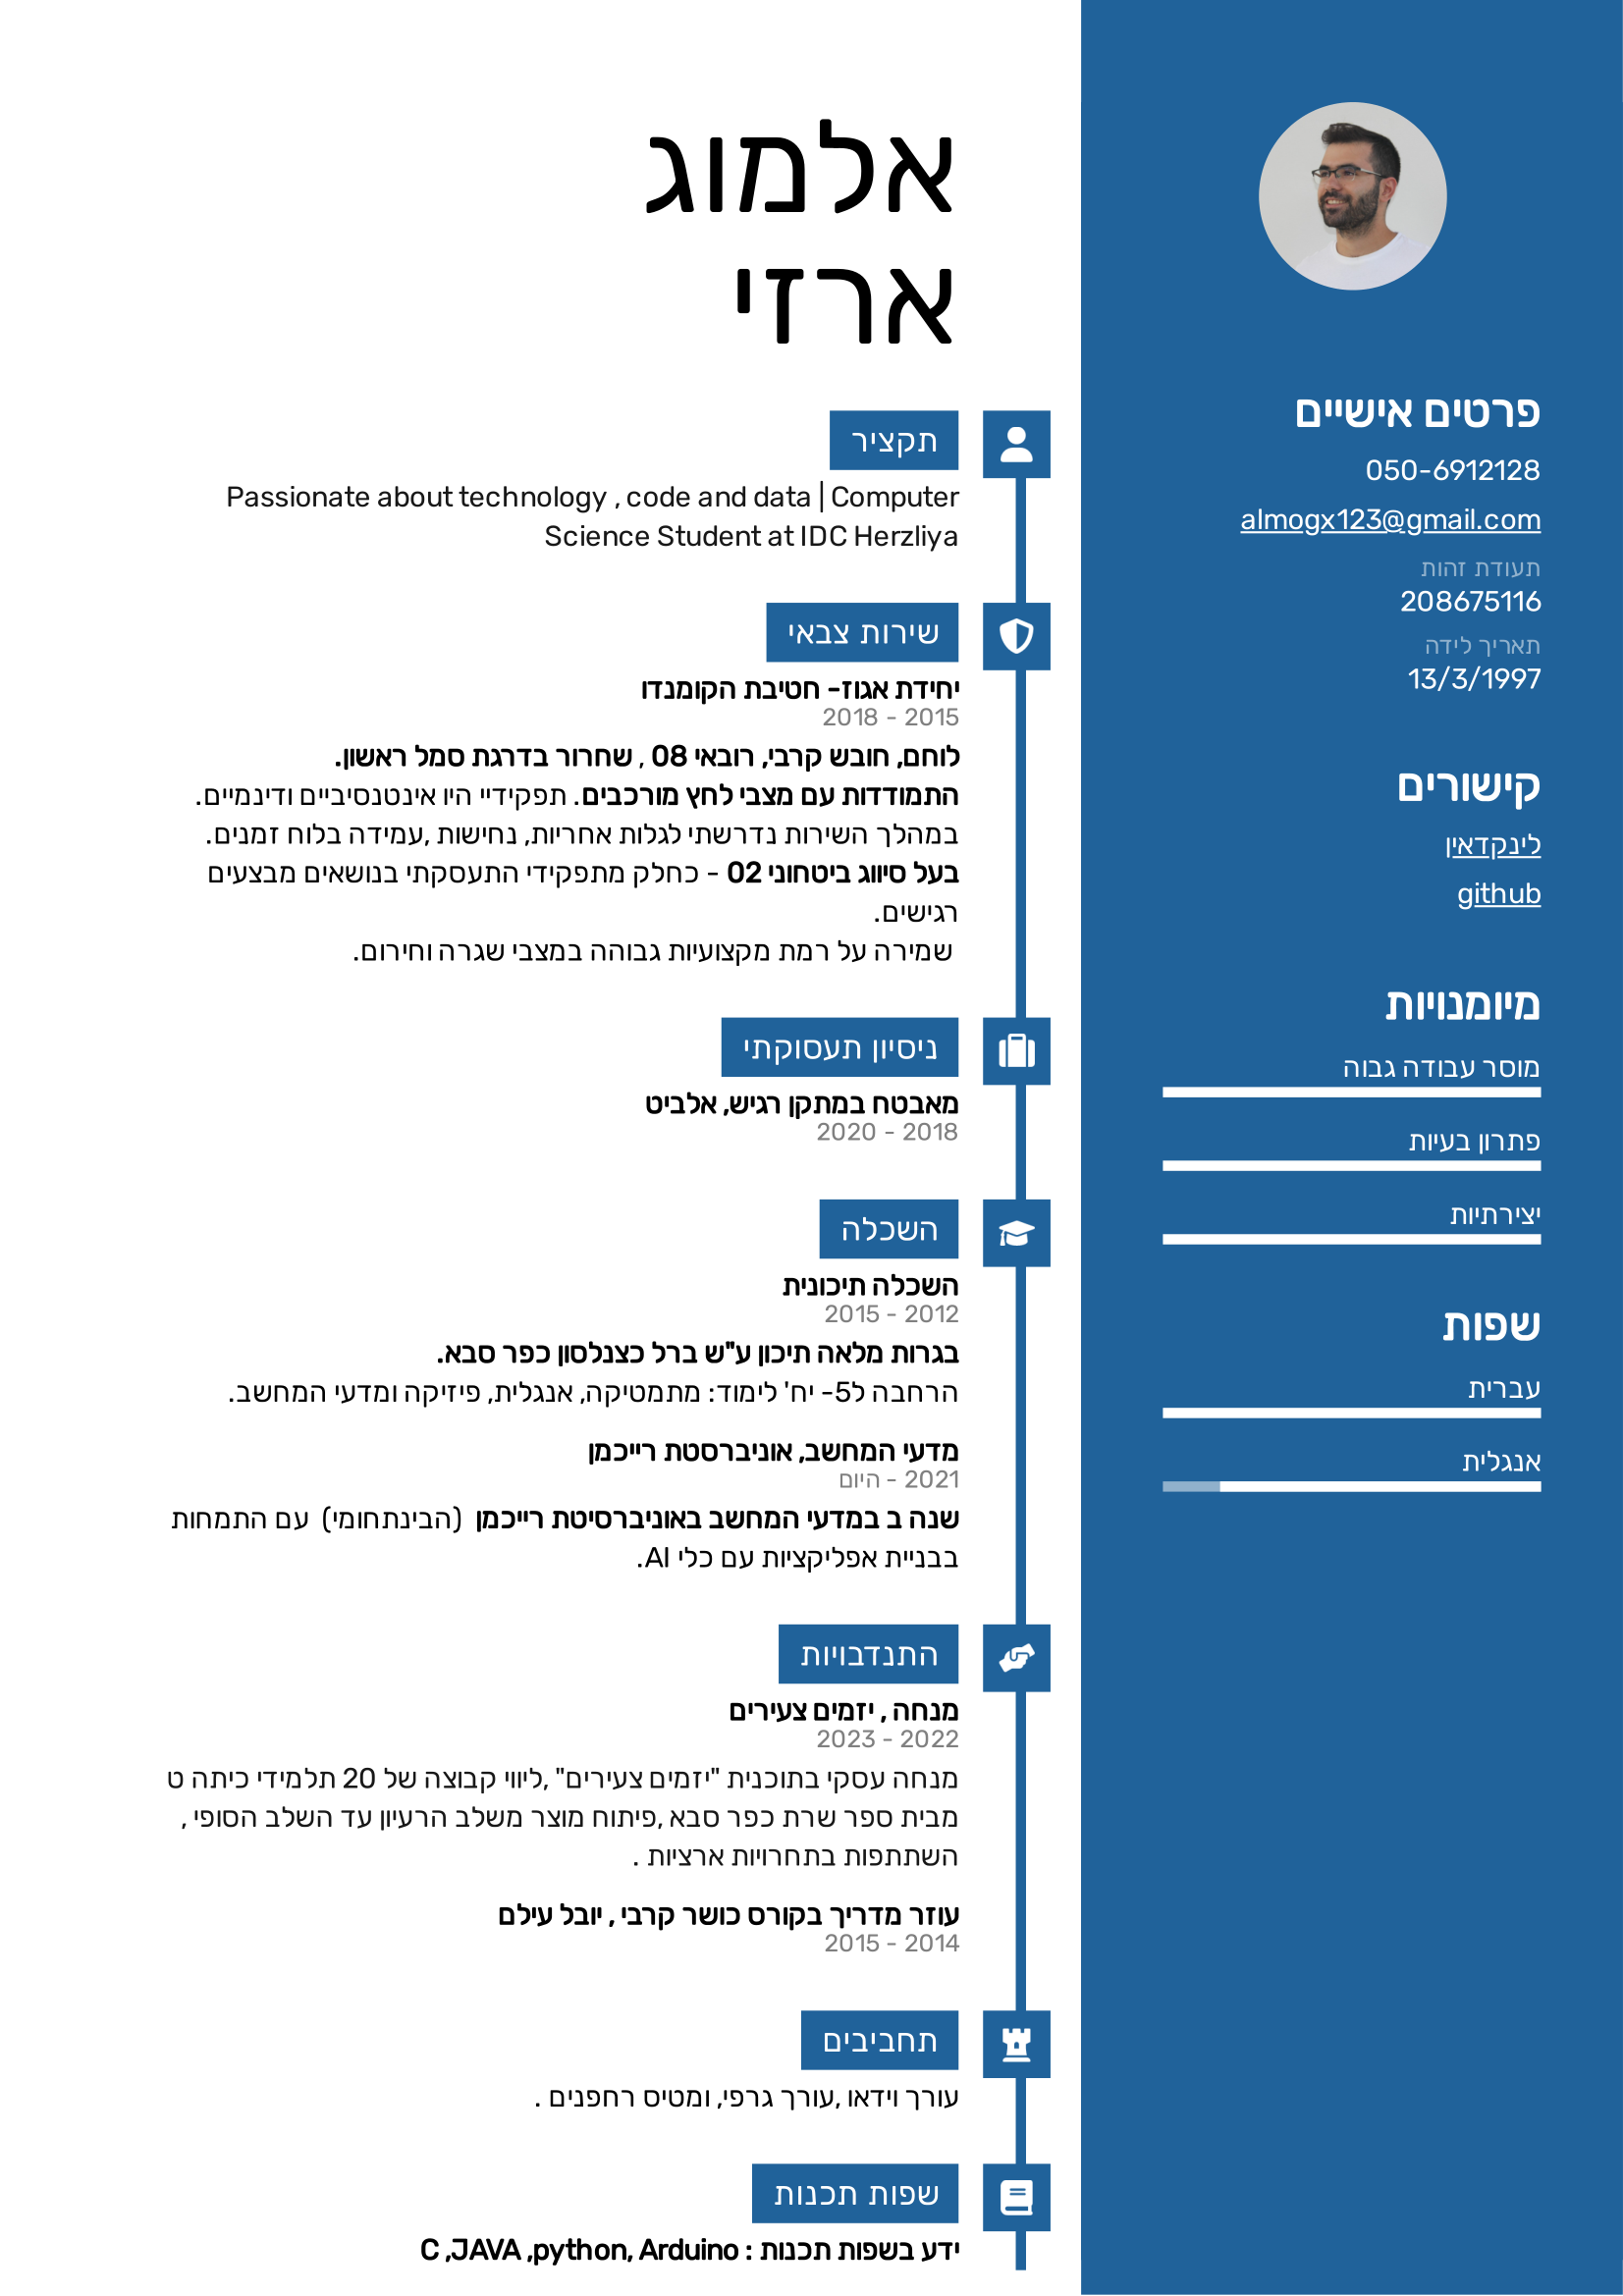 אלמוג
ארזי
פרטים אישיים
050-6912128
almogx123@gmail.com
תעודת זהות
208675116
תאריך לידה
13/3/1997
קישורים
לינקדאין
github
מיומנויות
מוסר עבודה גבוה
פתרון בעיות
יצירתיות
שפות
עברית
אנגלית
תקציר
Passionate about technology , code and data | Computer
Science Student at IDC Herzliya
שירות צבאי
יחידת אגוז- חטיבת הקומנדו
2015 - 2018
לוחם, חובש קרבי, רובאי 08 , שחרור בדרגת סמל ראשון.
התמודדות עם מצבי לחץ מורכבים. תפקידיי היו אינטנסיביים ודינמיים.
במהלך השירות נדרשתי לגלות אחריות, נחישות ,עמידה בלוח זמנים.
בעל סיווג ביטחוני 02 - כחלק מתפקידי התעסקתי בנושאים מבצעים
רגישים.
שמירה על רמת מקצועיות גבוהה במצבי שגרה וחירום.
ניסיון תעסוקתי
מאבטח במתקן רגיש, אלביט
2018 - 2020
השכלה
השכלה תיכונית
2012 - 2015
בגרות מלאה תיכון ע"ש ברל כצנלסון כפר סבא.
הרחבה ל5- יח' לימוד: מתמטיקה, אנגלית, פיזיקה ומדעי המחשב.
מדעי המחשב, אוניברסטת רייכמן
2021 - היום
שנה ב במדעי המחשב באוניברסיטת רייכמן (הבינתחומי) עם התמחות
בבניית אפליקציות עם כלי AI.
התנדבויות
מנחה , יזמים צעירים
2022 - 2023
מנחה עסקי בתוכנית "יזמים צעירים" ,ליווי קבוצה של 20 תלמידי כיתה ט
מבית ספר שרת כפר סבא ,פיתוח מוצר משלב הרעיון עד השלב הסופי ,
השתתפות בתחרויות ארציות .
עוזר מדריך בקורס כושר קרבי , יובל עילם
2014 - 2015
תחביבים
עורך וידאו ,עורך גרפי, ומטיס רחפנים .
שפות תכנות
ידע בשפות תכנות : C ,JAVA ,python, Arduino